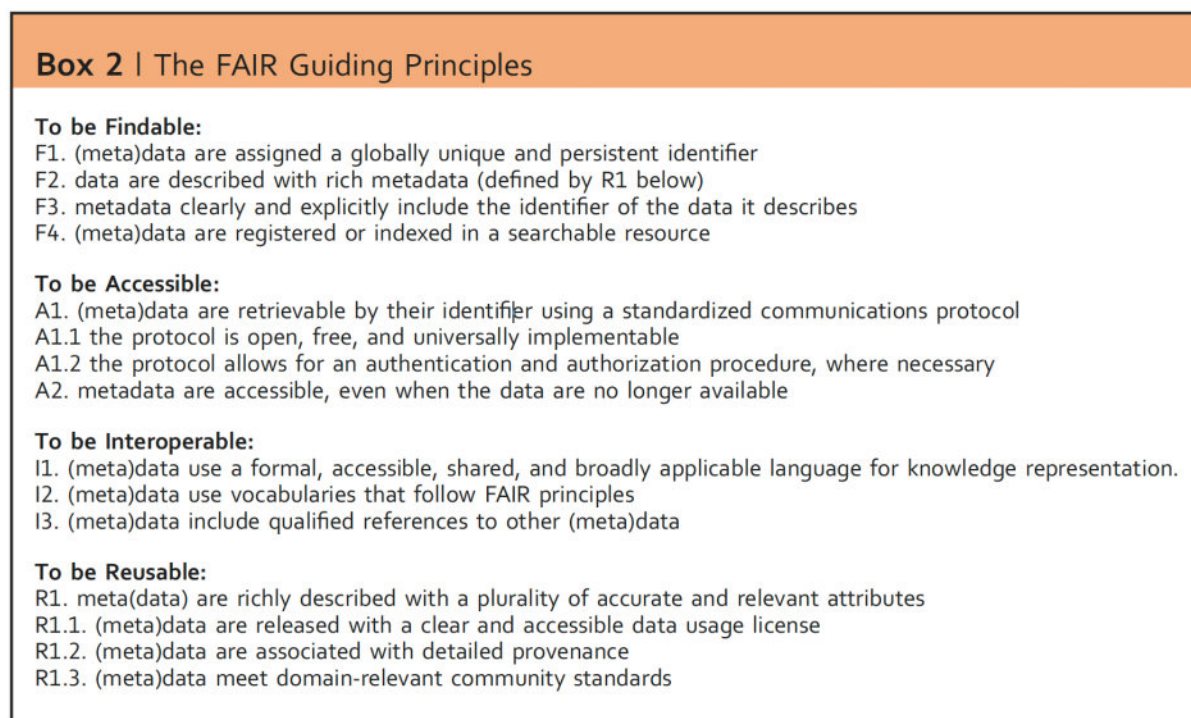 Box 2 | The FAIR Guiding Principles
To be Findable:
F1. (meta)data are assigned a globally unique and persistent identifier
F2. data are described with rich metadata (defined by R1 below)
F3. metadata clearly and explicitly include the identifier of the data it describes
F4. (meta)data are registered or indexed in a searchable resource
To be Accessible:
A1. (meta)data are retrievable by their identifier using a standardized communications protocol
A1.1 the protocol is open, free, and universally implementable
A1.2 the protocol allows for an authentication and authorization procedure, where necessary
A2. metadata are accessible, even when the data are no longer available
To be Interoperable:
I1. (meta)data use a formal, accessible, shared, and broadly applicable language for knowledge representation.
I2. (meta)data use vocabularies that follow FAIR principles
I3. (meta)data include qualified references to other (meta)data
To be Reusable:
R1. meta(data) are richly described with a plurality of accurate and relevant attributes
R1.1. (meta)data are released with a clear and accessible data usage license
R1.2. (meta)data are associated with detailed provenance
R1.3. (meta)data meet domain-relevant community standards